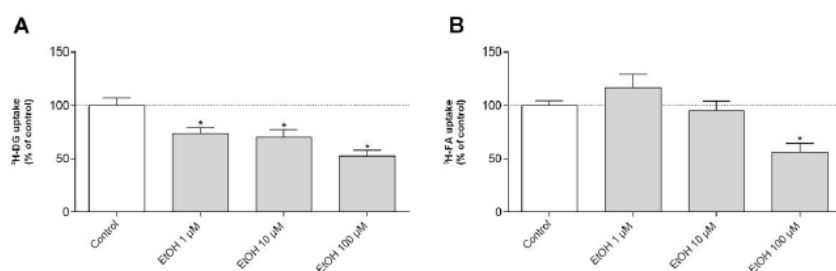 A
³H-DG uptake
(% of control)
150
100
50
0
*
*
*
Control
EtOH 1 µM
EtOH 10 µM
EtOH 100 µM
B
³H-FA uptake
(% of control)
150
100
50
0
*
Control
EtOH 1 µM
EtOH 10 µM
EtOH 100 µM